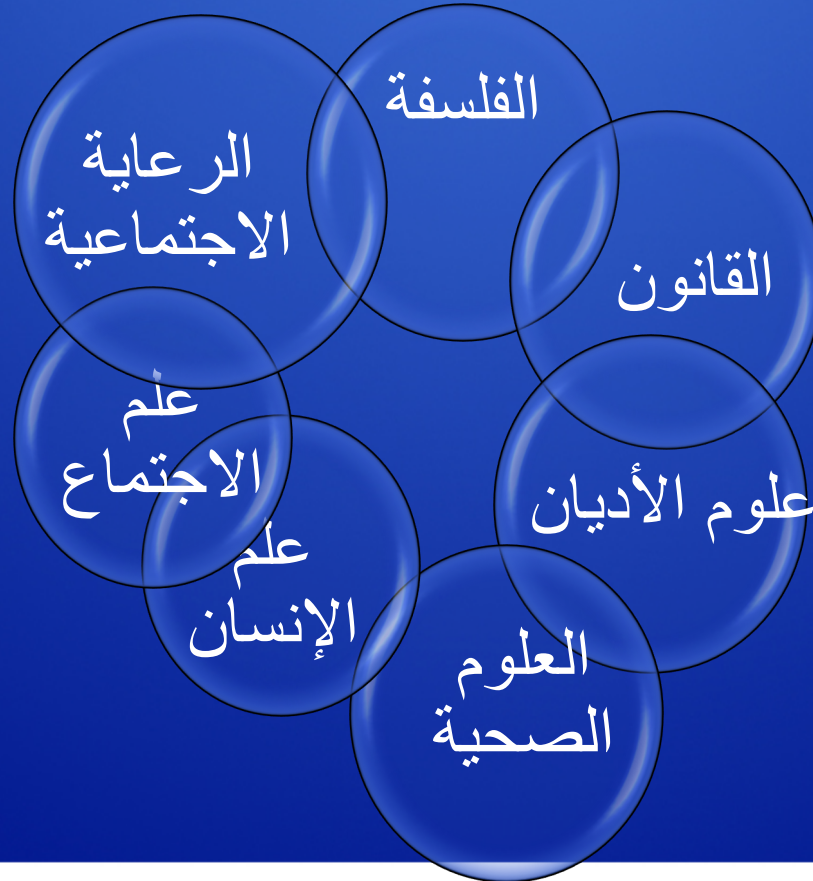 الفلسفة
القانون
علوم الأديان
العلوم
الصحية
علم
الإنسان
علم
الاجتماع
الرعاية
الاجتماعية